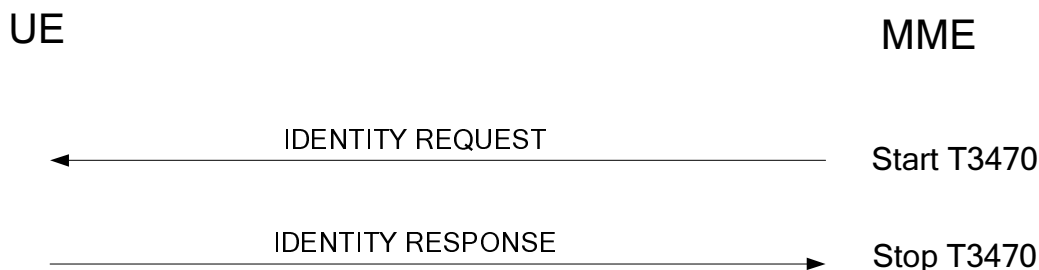 UE
MME
IDENTITY REQUEST
Start T3470
IDENTITY RESPONSE
Stop T3470